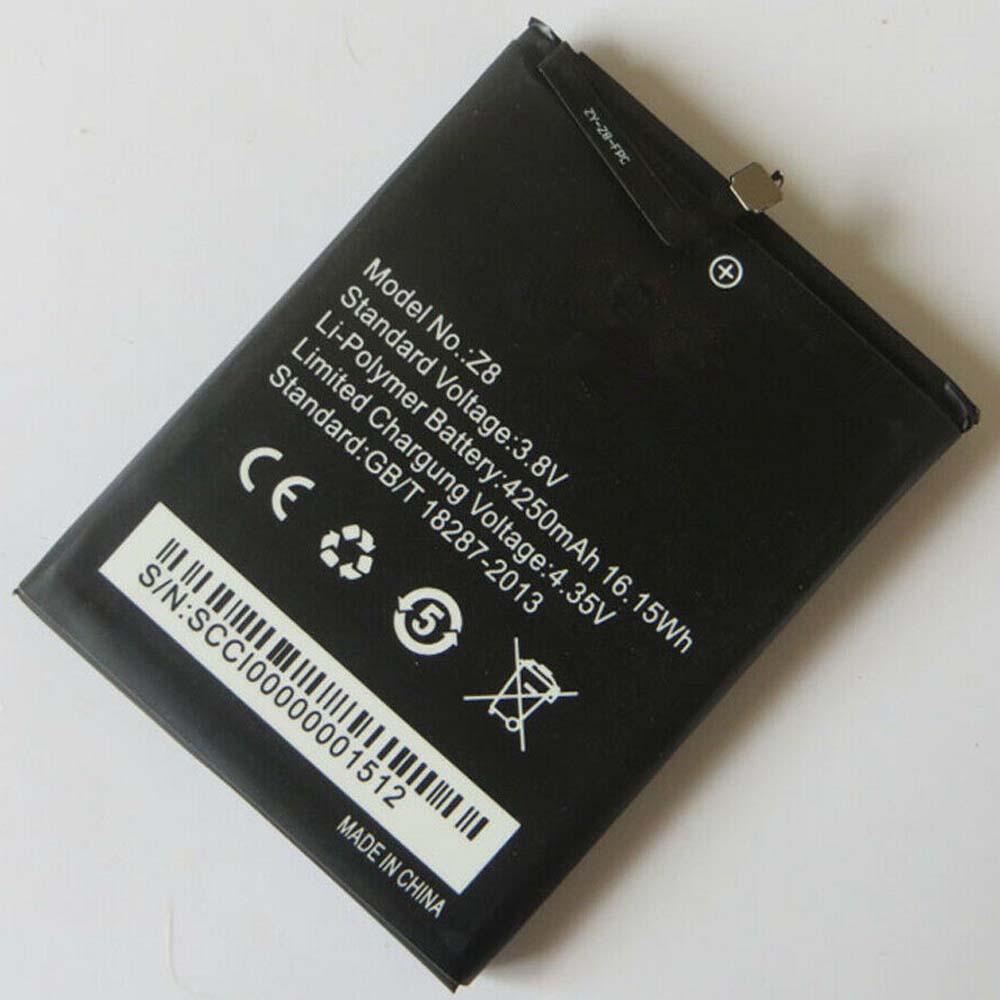 ZY-Z8-FPC
Model No.:Z8
Standard Voltage:3.8V
Li-Polymer Battery:4250mAh 16.15Wh
Limited Chargung Voltage:4.35V
Standard:GB/T 18287-2013
CE
5
S/N:SCCI00000001512
MADE IN CHINA